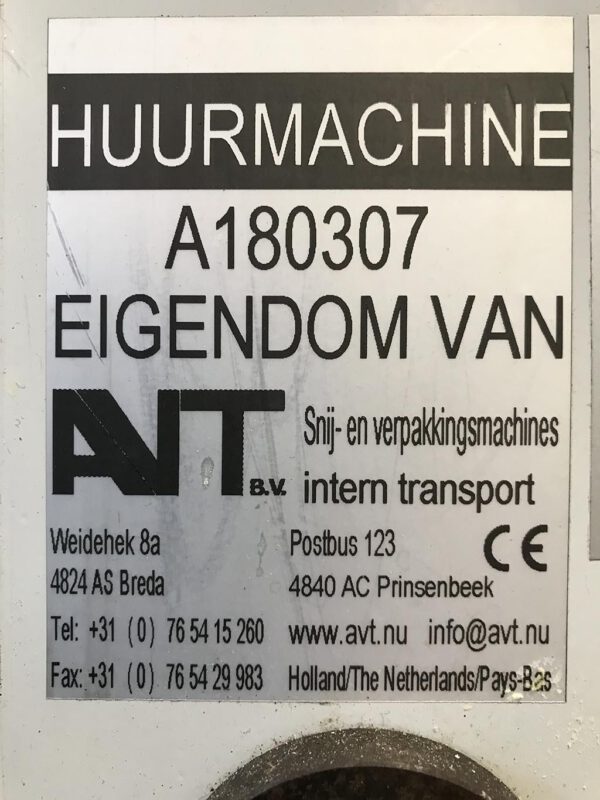 HUURMACHINE
A180307
EIGENDOM VAN
AVT B.V. Snij- en verpakkingsmachines
intern transport
Weidehek 8a Postbus 123 CE
4824 AS Breda 4840 AC Prinsenbeek
Tel: +31 (0) 76 54 15 260 www.avt.nu info@avt.nu
Fax: +31 (0) 76 54 29 983 Holland/The Netherlands/Pays-Bas